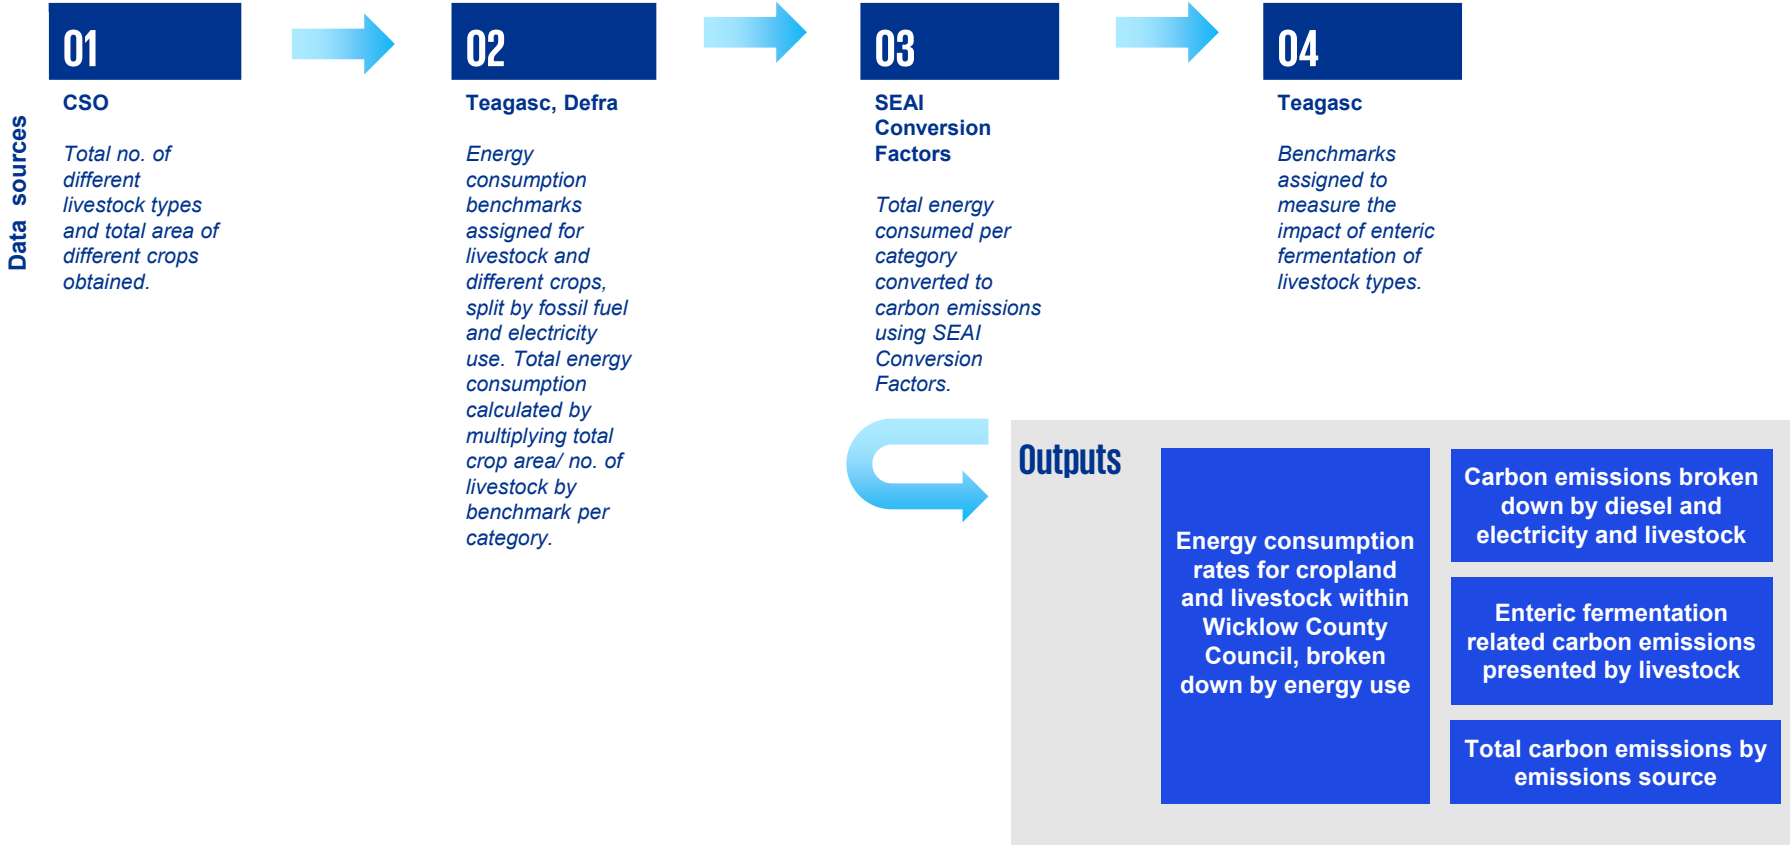 Data sources
01
CSO
Total no. of
different
livestock types
and total area of
different crops
obtained.
02
Teagasc, Defra
Energy
consumption
benchmarks
assigned for
livestock and
different crops,
split by fossil fuel
and electricity
use. Total energy
consumption
calculated by
multiplying total
crop area/ no. of
livestock by
benchmark per
category.
03
SEAI
Conversion
Factors
Total energy
consumed per
category
converted to
carbon emissions
using SEAI
Conversion
Factors.
04
Teagasc
Benchmarks
assigned to
measure the
impact of enteric
fermentation of
livestock types.
Outputs
Energy consumption
rates for cropland
and livestock within
Wicklow County
Council, broken
down by energy use
Carbon emissions broken
down by diesel and
electricity and livestock
Enteric fermentation
related carbon emissions
presented by livestock
Total carbon emissions by
emissions source